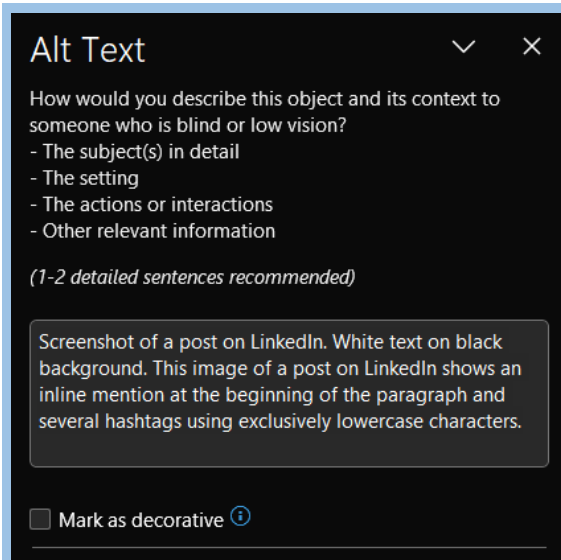 Alt Text
How would you describe this object and its context to
someone who is blind or low vision?
- The subject(s) in detail
- The setting
- The actions or interactions
- Other relevant information
(1-2 detailed sentences recommended)
Screenshot of a post on LinkedIn. White text on black
background. This image of a post on LinkedIn shows an
inline mention at the beginning of the paragraph and
several hashtags using exclusively lowercase characters.
Mark as decorative